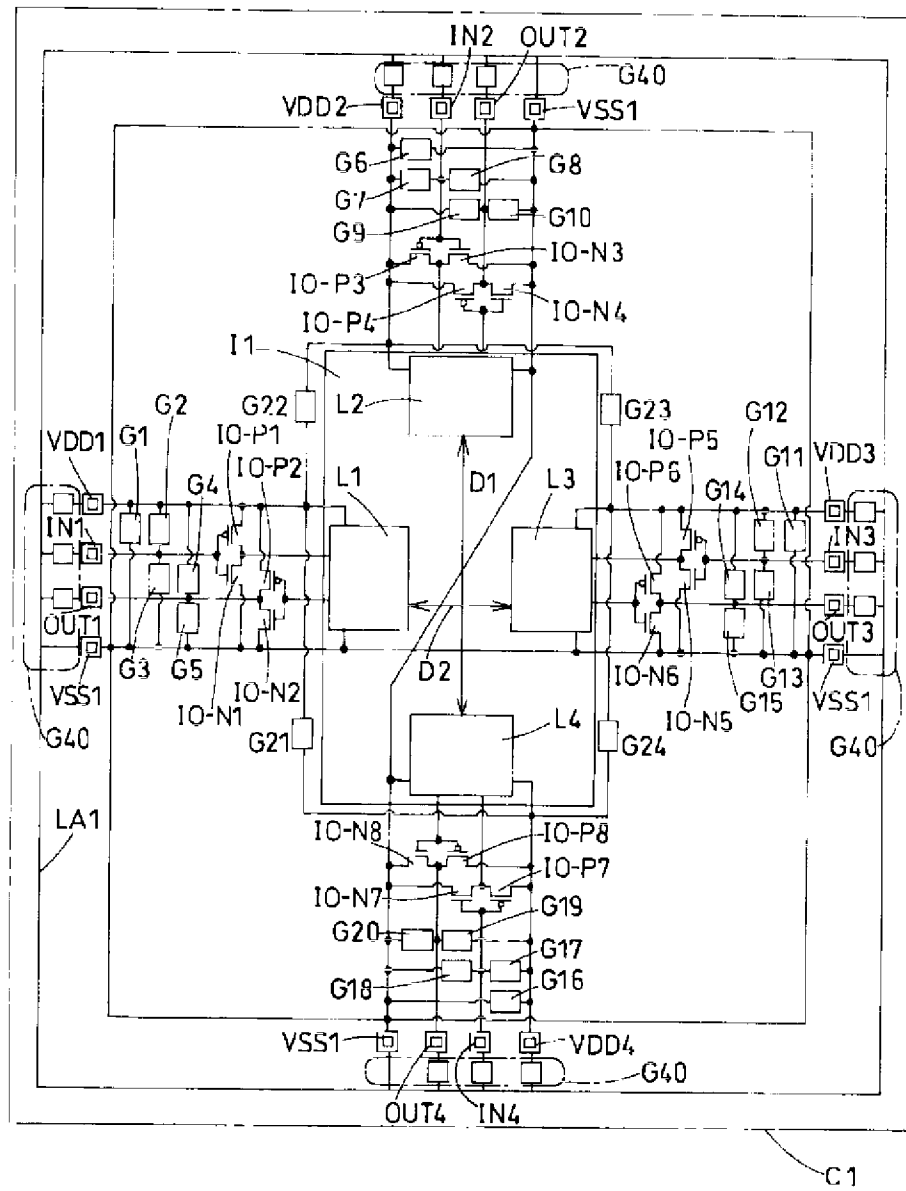 IN2 OUT2
G40
VDD2 VSS1
G6 G8
G7
G9 G10
IO-N3
IO-P3
IO-P4 IO-N4
I1
L2
G22 G23
G2 IO-P1 IO-P5 G12
VDD1 G1 IO-P2 IO-P6 G11 VDD3
G4 L1 D1 L3 G14
IN1 IN3
OUT1 OUT3
G3 G5 D2 IO-N6 G13
VSS1 IO-N2 G15 VSS1
IO-N1 IO-N5
G40 G21 L4 G24 G40
LA1
IO-N8 IO-P8
IO-P7
IO-N7
G20 G19
G17
G18 G16
VSS1 VDD4
G40
OUT4 IN4
C1